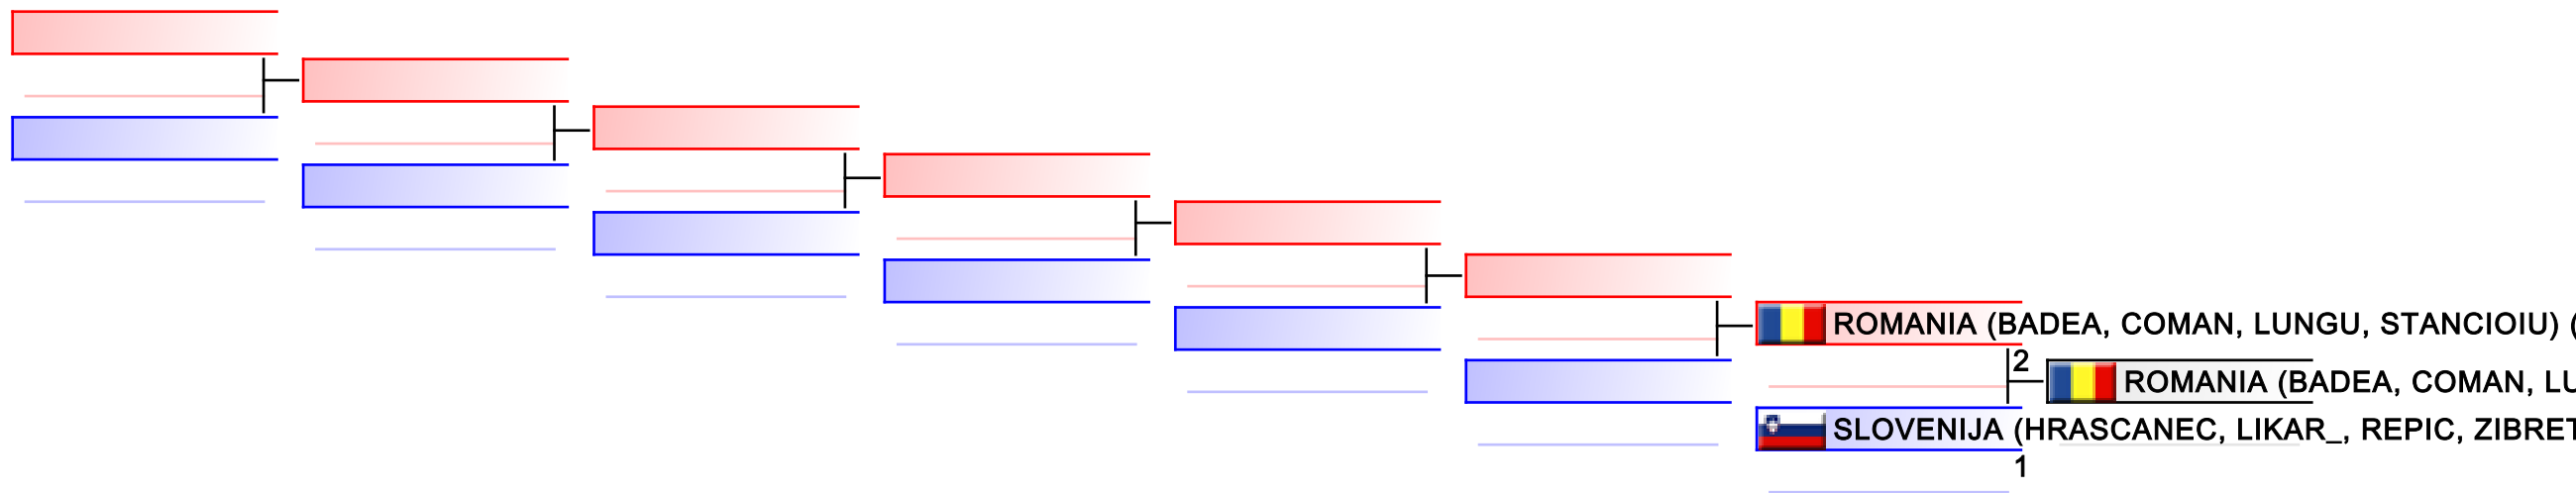 ROMANIA (BADEA, COMAN, LUNGU, STANCIOIU) (
2
ROMANIA (BADEA, COMAN, LU
SLOVENIJA (HRASCANEC, LIKAR_, REPIC, ZIBRET
1